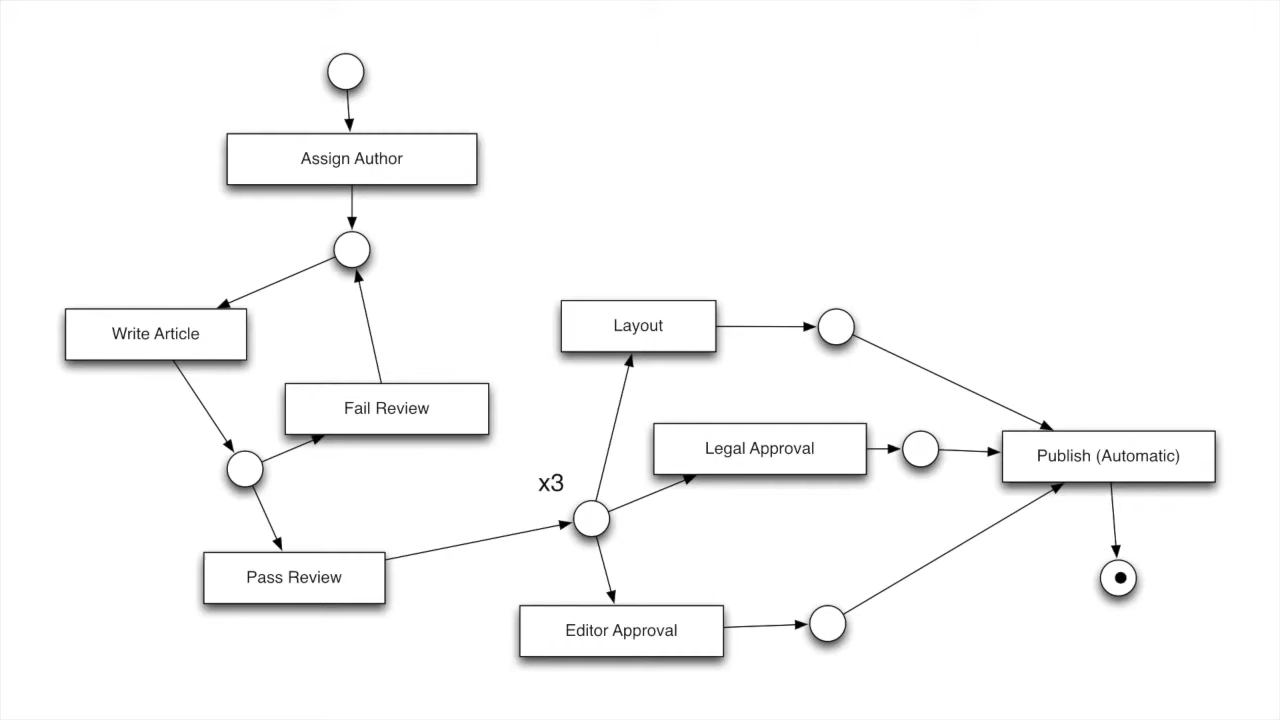 Assign Author
Write Article
Fail Review
Pass Review
x3
Layout
Legal Approval
Editor Approval
Publish (Automatic)